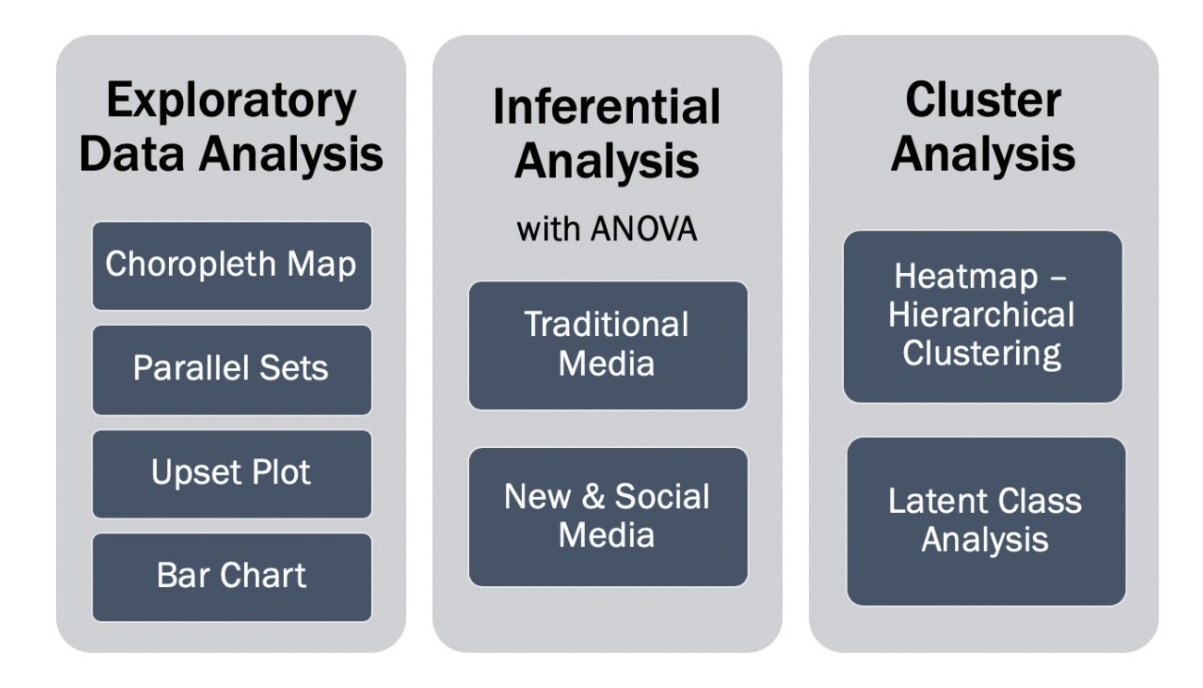 Exploratory
Data Analysis
Choropleth Map
Parallel Sets
Upset Plot
Bar Chart
Inferential
Analysis
with ANOVA
Traditional
Media
New & Social
Media
Cluster
Analysis
Heatmap –
Hierarchical
Clustering
Latent Class
Analysis